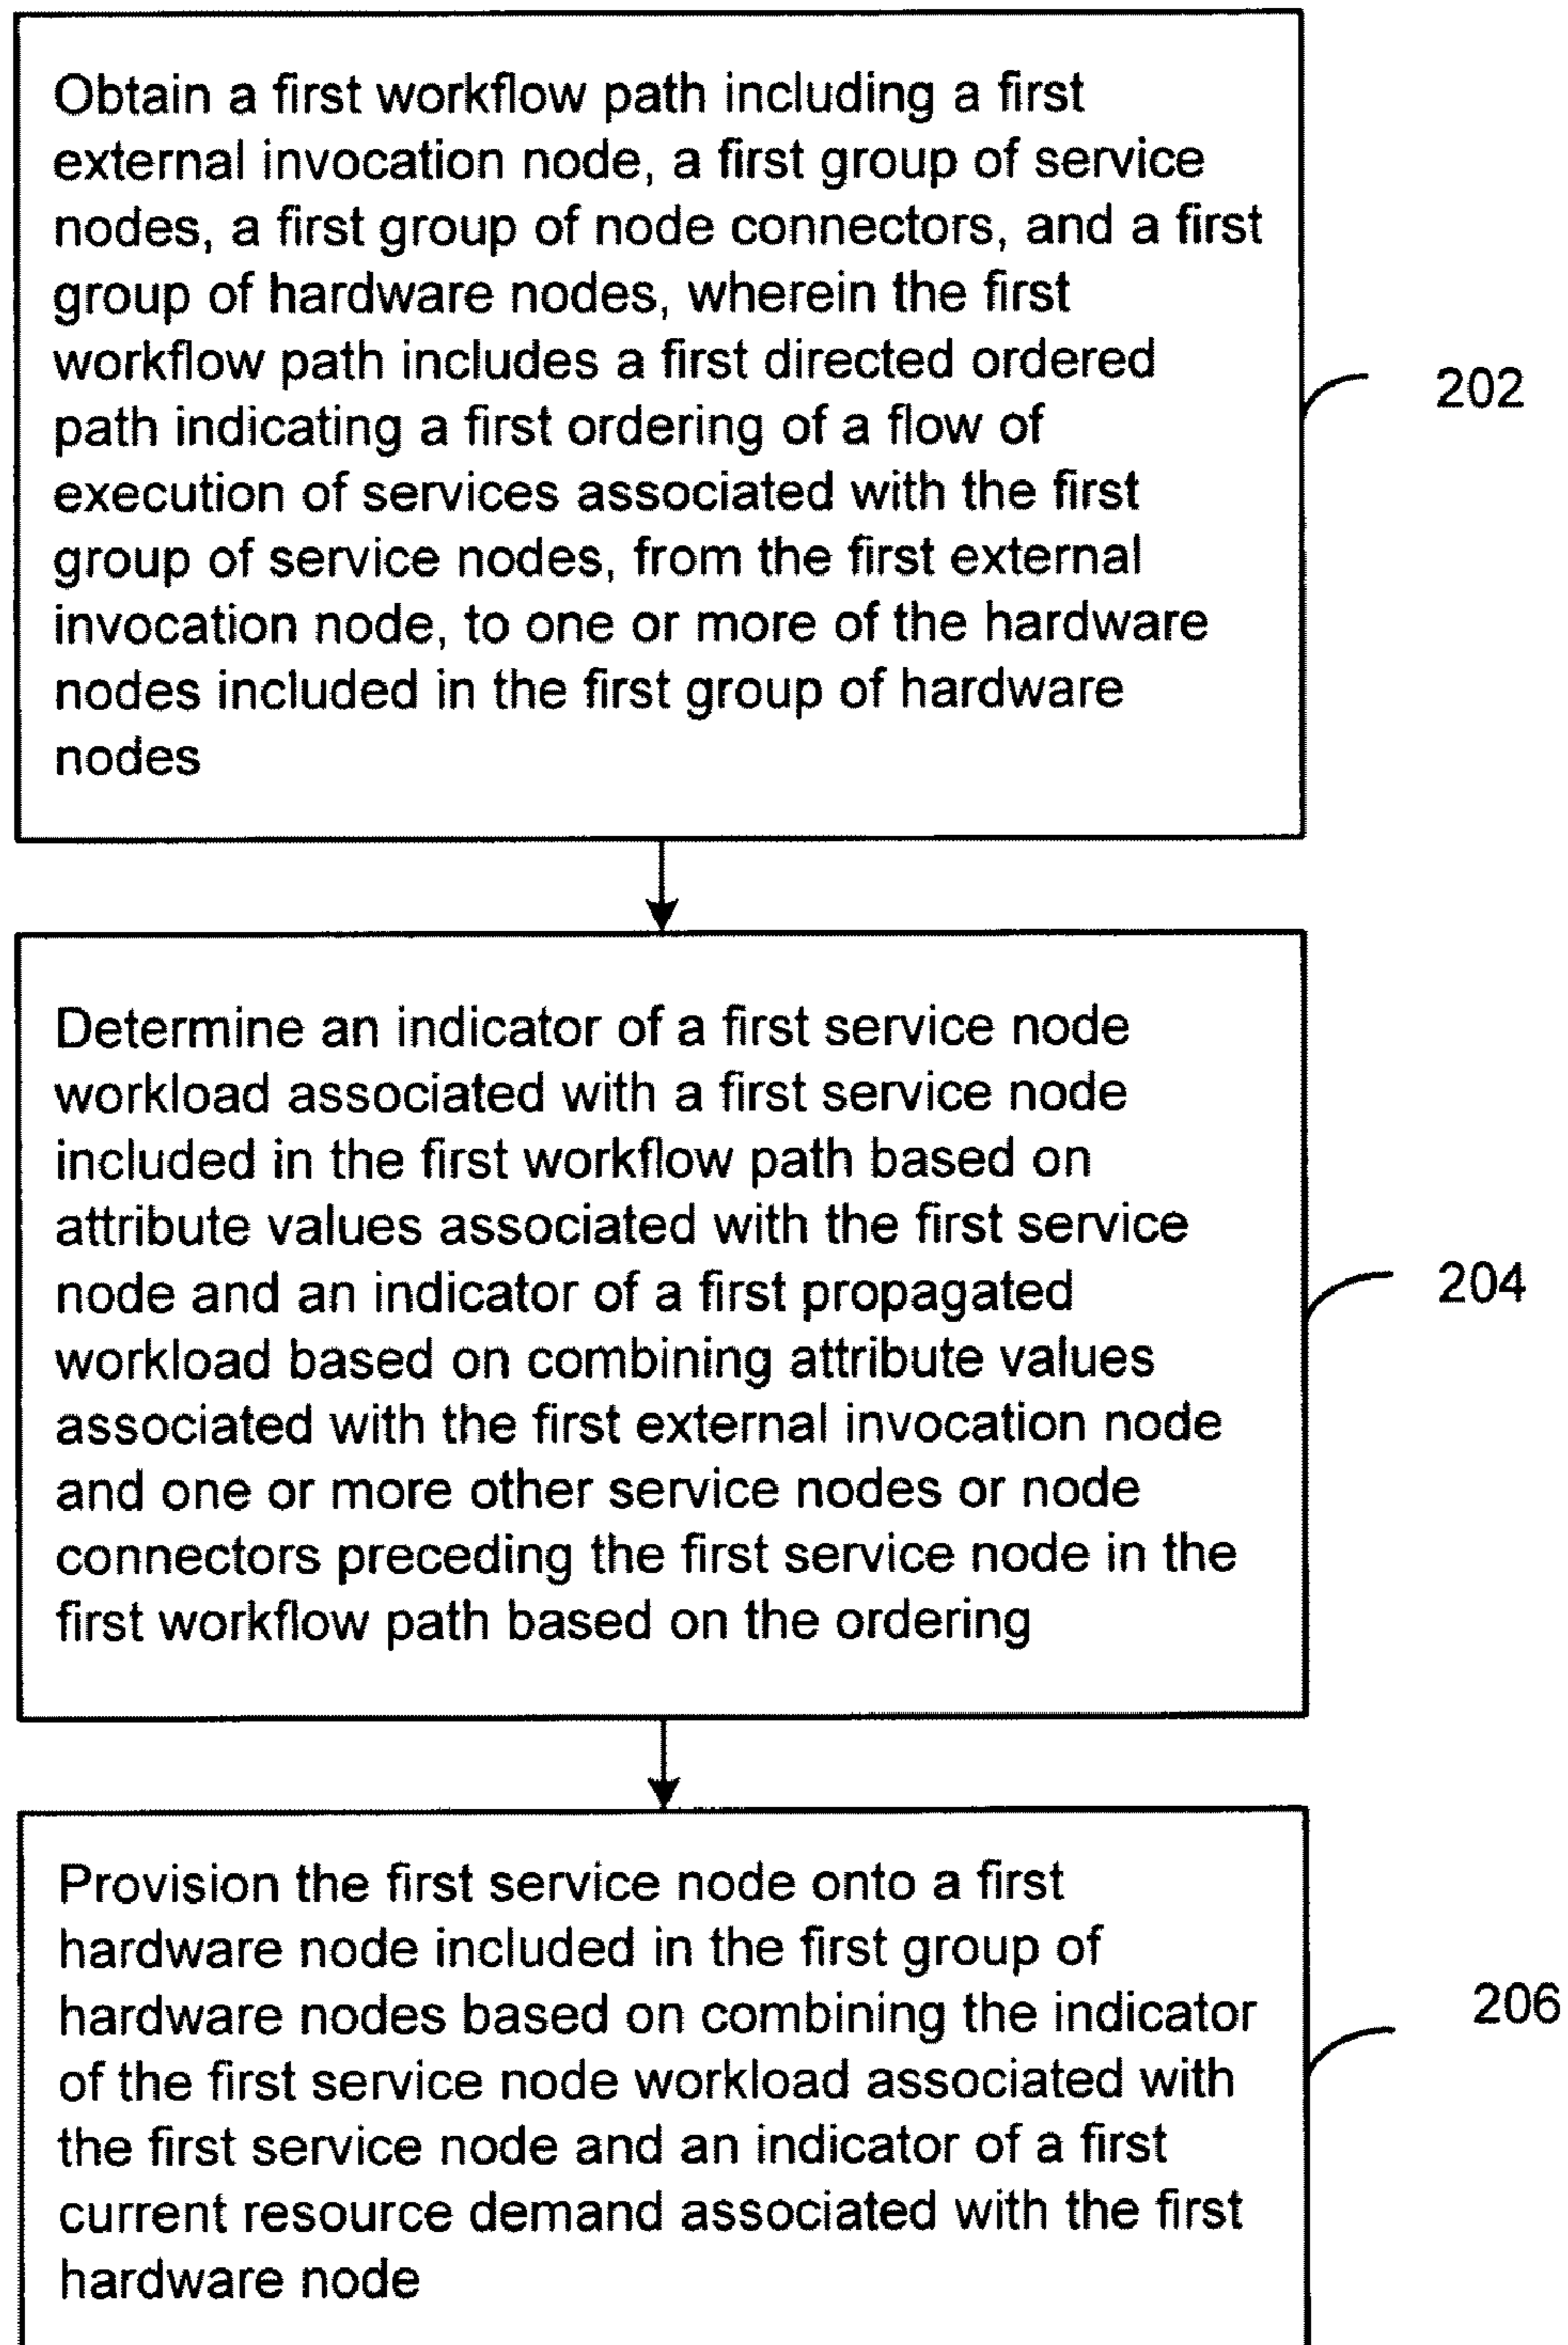 Obtain a first workflow path including a first
external invocation node, a first group of service
nodes, a first group of node connectors, and a first
group of hardware nodes, wherein the first
workflow path includes a first directed ordered
path indicating a first ordering of a flow of
execution of services associated with the first
group of service nodes, from the first external
invocation node, to one or more of the hardware
nodes included in the first group of hardware
nodes
202
Determine an indicator of a first service node
workload associated with a first service node
included in the first workflow path based on
attribute values associated with the first service
node and an indicator of a first propagated
workload based on combining attribute values
associated with the first external invocation node
and one or more other service nodes or node
connectors preceding the first service node in the
first workflow path based on the ordering
204
Provision the first service node onto a first
hardware node included in the first group of
hardware nodes based on combining the indicator
of the first service node workload associated with
the first service node and an indicator of a first
current resource demand associated with the first
hardware node
206